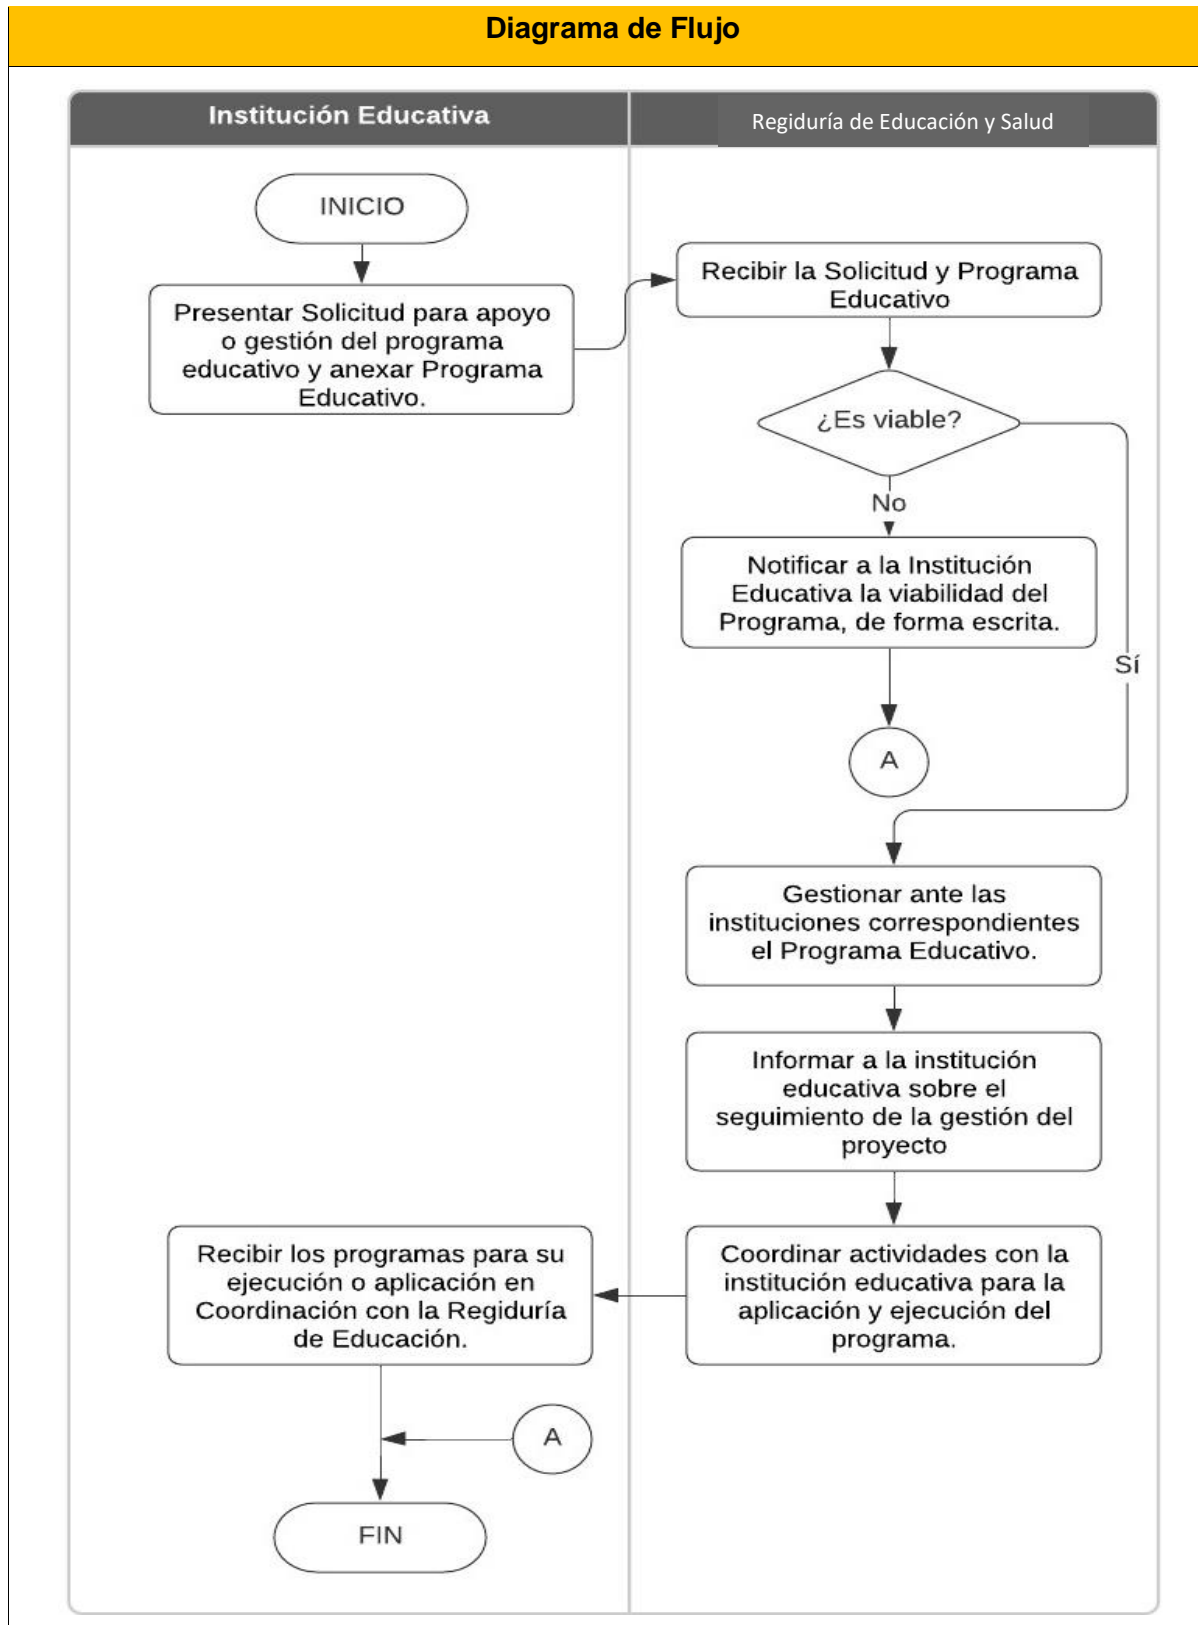 Diagrama de Flujo
Institución Educativa
Regiduría de Educación y Salud
INICIO
Presentar Solicitud para apoyo
o gestión del programa
educativo y anexar Programa
Educativo.
Recibir la Solicitud y Programa
Educativo
¿Es viable?
No
Notificar a la Institución
Educativa la viabilidad del
Programa, de forma escrita.
Sí
A
Gestionar ante las
instituciones correspondientes
el Programa Educativo.
Informar a la institución
educativa sobre el
seguimiento de la gestión del
proyecto
Coordinar actividades con la
institución educativa para la
aplicación y ejecución del
programa.
Recibir los programas para su
ejecución o aplicación en
Coordinación con la Regiduría
de Educación.
A
FIN